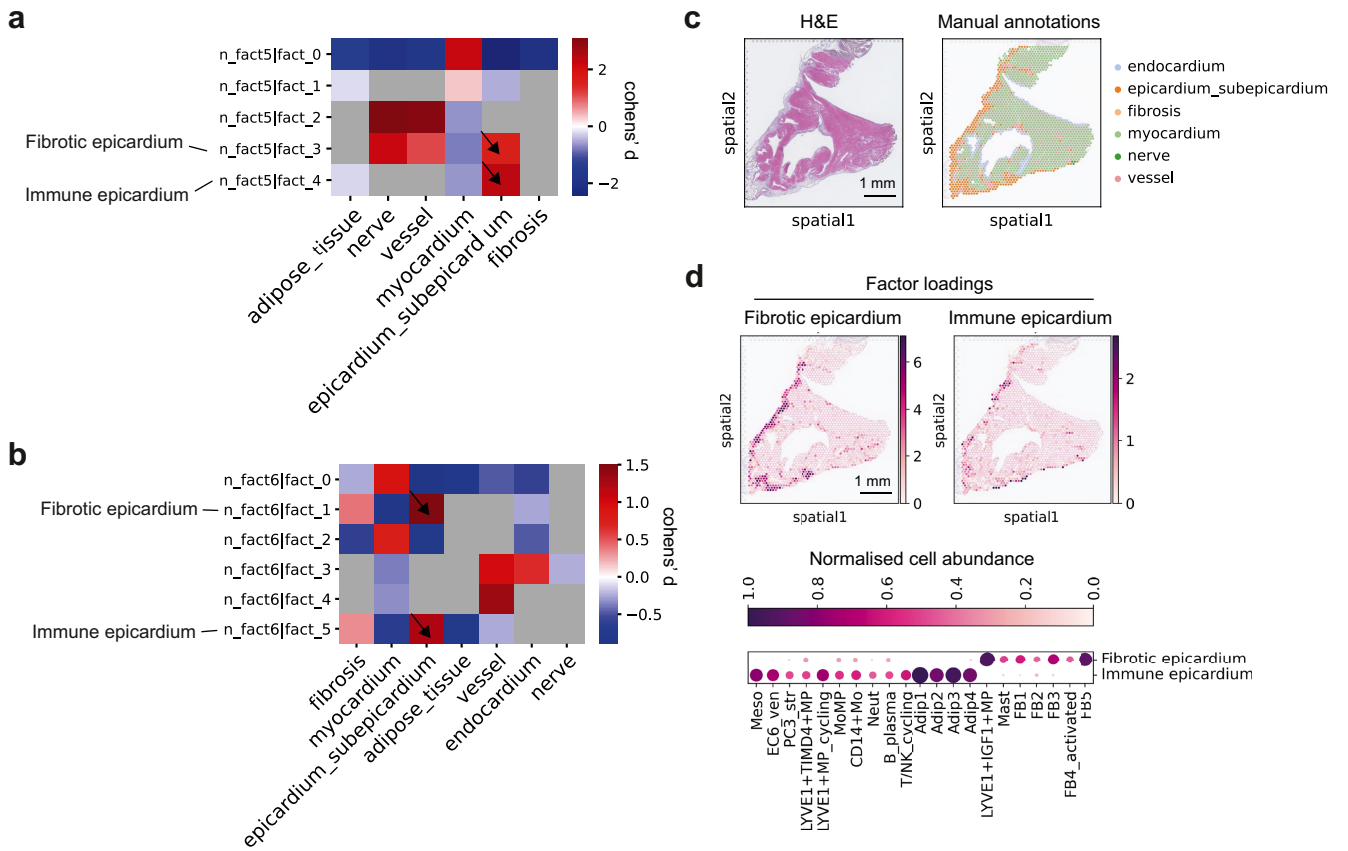 a
n_fact5|fact_0
n_fact5|fact_1
n_fact5|fact_2
n_fact5|fact_3
n_fact5|fact_4
Fibrotic epicardium
Immune epicardium
2
0
−2
cohens' d
adipose_tissue
nerve
vessel
myocardium
epicardium_subepicard um
fibrosis
b
n_fact6|fact_0
n_fact6|fact_1
n_fact6|fact_2
n_fact6|fact_3
n_fact6|fact_4
n_fact6|fact_5
Fibrotic epicardium
Immune epicardium
1.5
1.0
0.5
0.0
−0.5
cohens' d
fibrosis
myocardium
epicardium_subepicardium
adipose_tissue
vessel
endocardium
nerve
c
H&E
Manual annotations
spatial2
spatial1
1 mm
spatial2
spatial1
endocardium
epicardium_subepicardium
fibrosis
myocardium
nerve
vessel
d
Factor loadings
Fibrotic epicardium
Immune epicardium
spatial2
spatial1
1 mm
6
4
2
0
spatial2
spatial1
2
1
0
Normalised cell abundance
1.0
0.8
0.6
0.4
0.2
0.0
Fibrotic epicardium
Immune epicardium
Meso
EC6_ven
PC3_str
LYVE1+TIMD4+MP
LYVE1+MP_cycling
MoMP
CD14+Mo
Neut
B_plasma
T/NK_cycling
Adip1
Adip2
Adip3
Adip4
LYVE1+IGF1+MP
Mast
FB1
FB2
FB3
FB4_activated
FB5